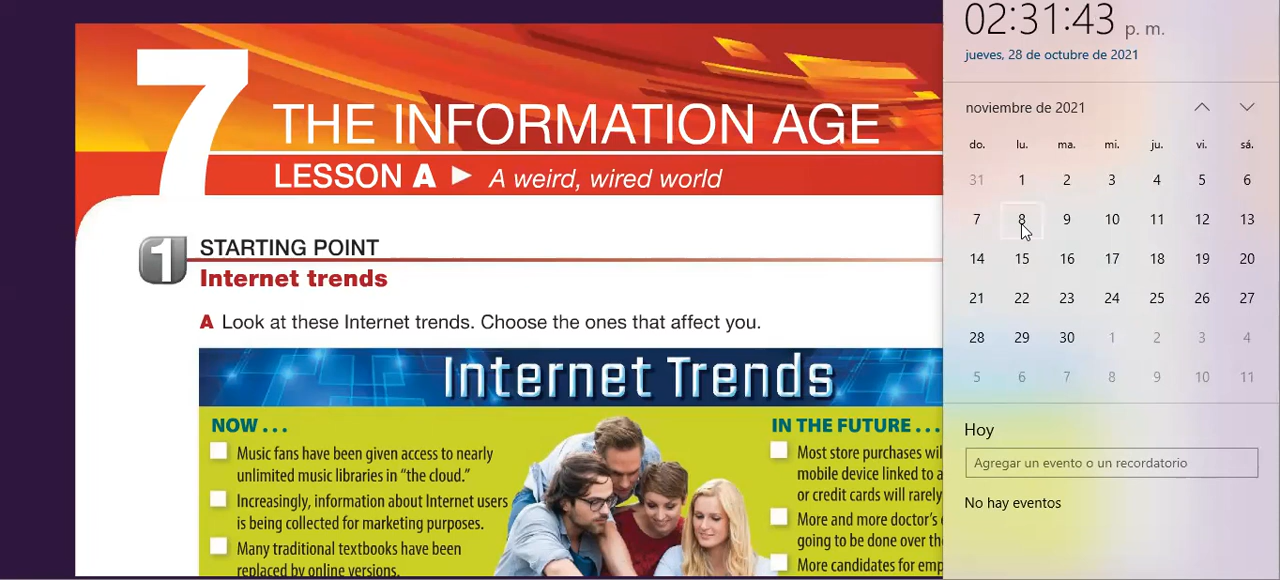 7
THE INFORMATION AGE
LESSON A ► A weird, wired world
1 STARTING POINT
Internet trends
A Look at these Internet trends. Choose the ones that affect you.
Internet Trends
NOW . . .
Music fans have been given access to nearly
unlimited music libraries in “the cloud.”
Increasingly, information about Internet users
is being collected for marketing purposes.
Many traditional textbooks have been
replaced by online versions.
IN THE FUTURE . . .
Most store purchases wil
mobile device linked to a
or credit cards will rarely
More and more doctor’s
going to be done over th
More candidates for emp
02:31:43 p. m.
jueves, 28 de octubre de 2021
noviembre de 2021
do. lu. ma. mi. ju. vi. sá.
31 1 2 3 4 5 6
7 8 9 10 11 12 13
14 15 16 17 18 19 20
21 22 23 24 25 26 27
28 29 30 1 2 3 4
5 6 7 8 9 10 11
Hoy
Agregar un evento o un recordatorio
No hay eventos